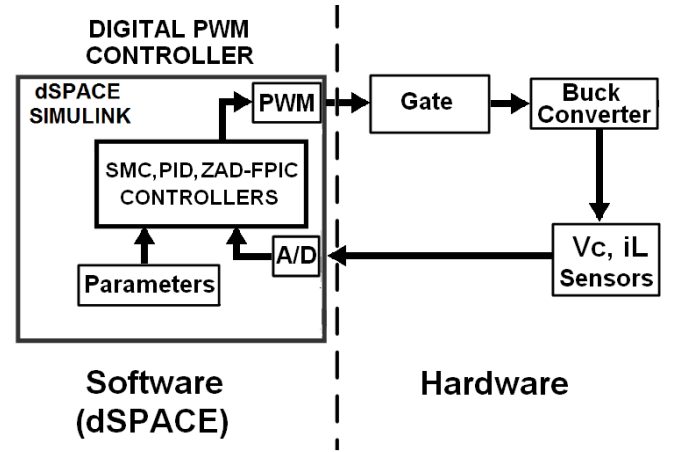 DIGITAL PWM
CONTROLLER
dSPACE
SIMULINK
PWM
Gate
Buck
Converter
SMC,PID,ZAD-FPIC
CONTROLLERS
Vc, iL
Sensors
A/D
Parameters
Software
(dSPACE)
Hardware